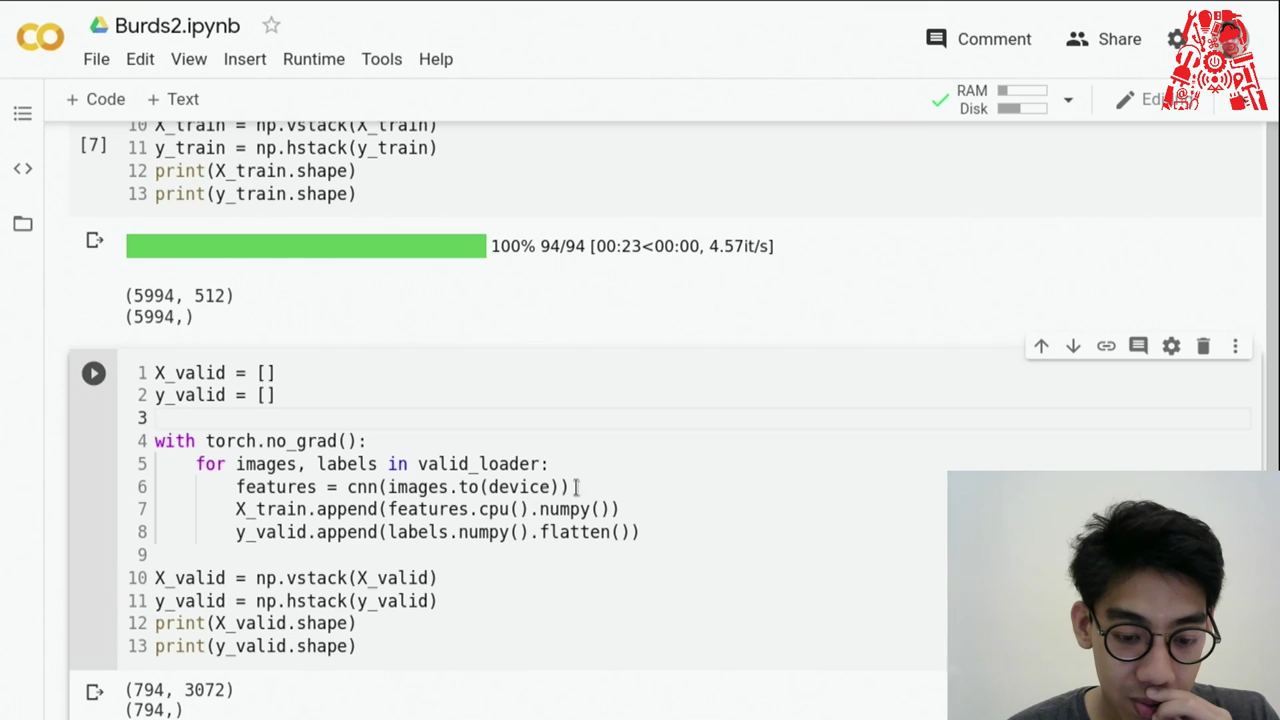 Burds2.ipynb
File Edit View Insert Runtime Tools Help
Comment Share
+ Code + Text
RAM
Disk
[7]
10 X_train = np.vstack(X_train)
11 y_train = np.hstack(y_train)
12 print(X_train.shape)
13 print(y_train.shape)
100% 94/94 [00:23<00:00, 4.57it/s]
(5994, 512)
(5994,)
1 X_valid = []
2 y_valid = []
3
4 with torch.no_grad():
5 for images, labels in valid_loader:
6 features = cnn(images.to(device))
7 X_train.append(features.cpu().numpy())
8 y_valid.append(labels.numpy().flatten())
9
10 X_valid = np.vstack(X_valid)
11 y_valid = np.hstack(y_valid)
12 print(X_valid.shape)
13 print(y_valid.shape)
(794, 3072)
(794,)